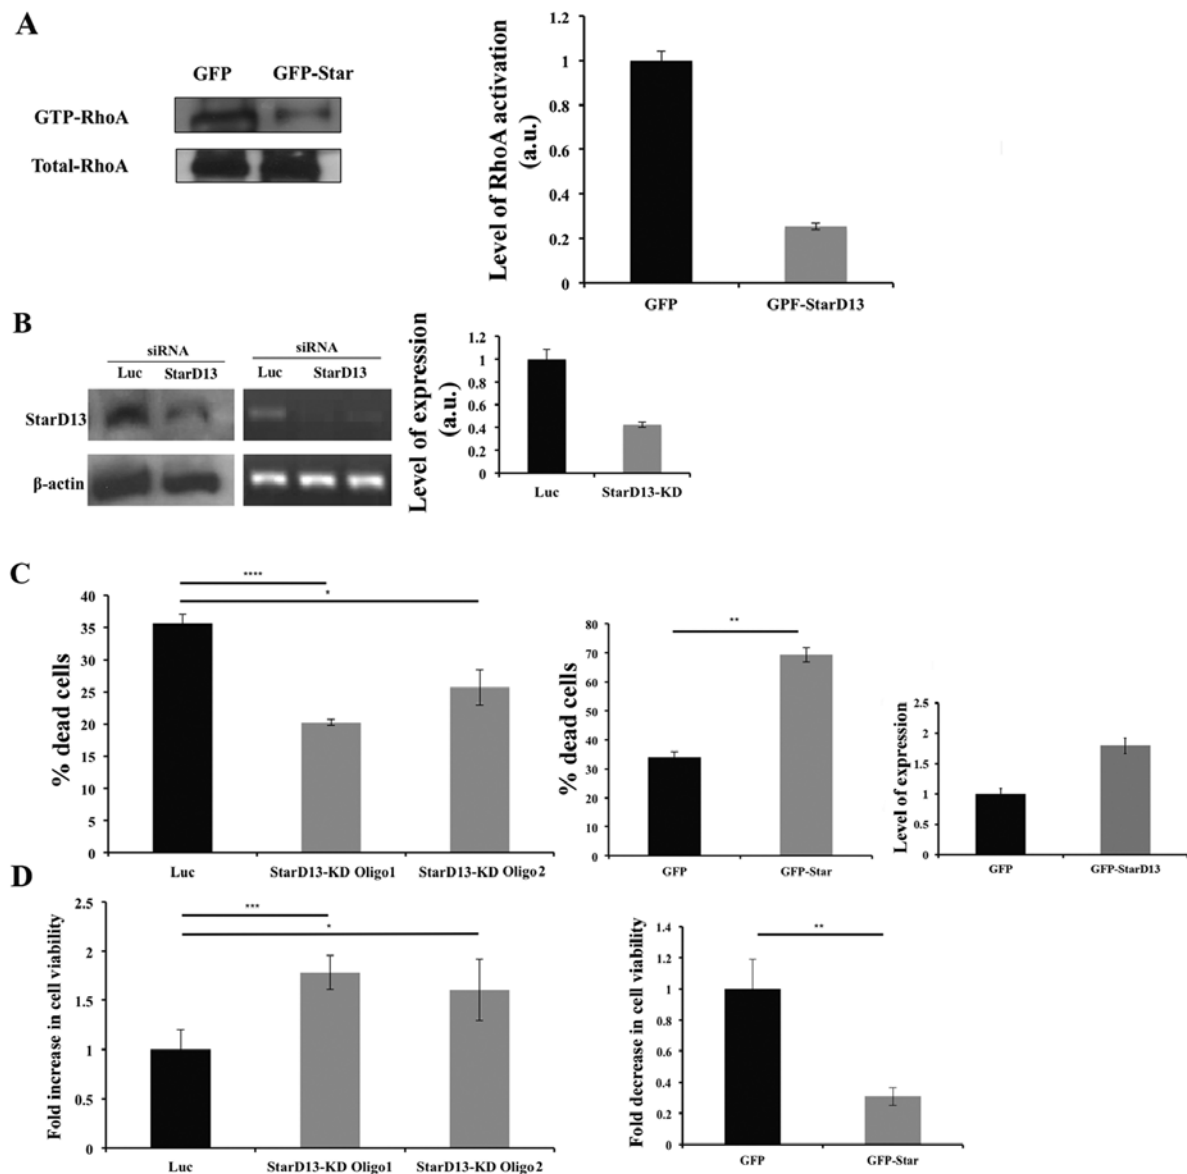 A
GFP GFP-Star
GTP-RhoA
Total-RhoA
Level of RhoA activation
(a.u.)
1.2
1
0.8
0.6
0.4
0.2
0
GFP GPF-StarD13
B
siRNA siRNA
Luc StarD13 Luc StarD13
StarD13
β-actin
Level of expression
(a.u.)
1.2
1
0.8
0.6
0.4
0.2
0
Luc StarD13-KD
C
% dead cells
40
35
30
25
20
15
10
5
0
****
*
Luc StarD13-KD Oligo1 StarD13-KD Oligo2
% dead cells
80
70
60
50
40
30
20
10
0
**
GFP GFP-Star
Level of expression
2.5
2
1.5
1
0.5
0
GFP GFP-StarD13
D
Fold increase in cell viability
2.5
2
1.5
1
0.5
0
***
*
Luc StarD13-KD Oligo1 StarD13-KD Oligo2
Fold decrease in cell viability
1.4
1.2
1
0.8
0.6
0.4
0.2
0
**
GFP GFP-Star